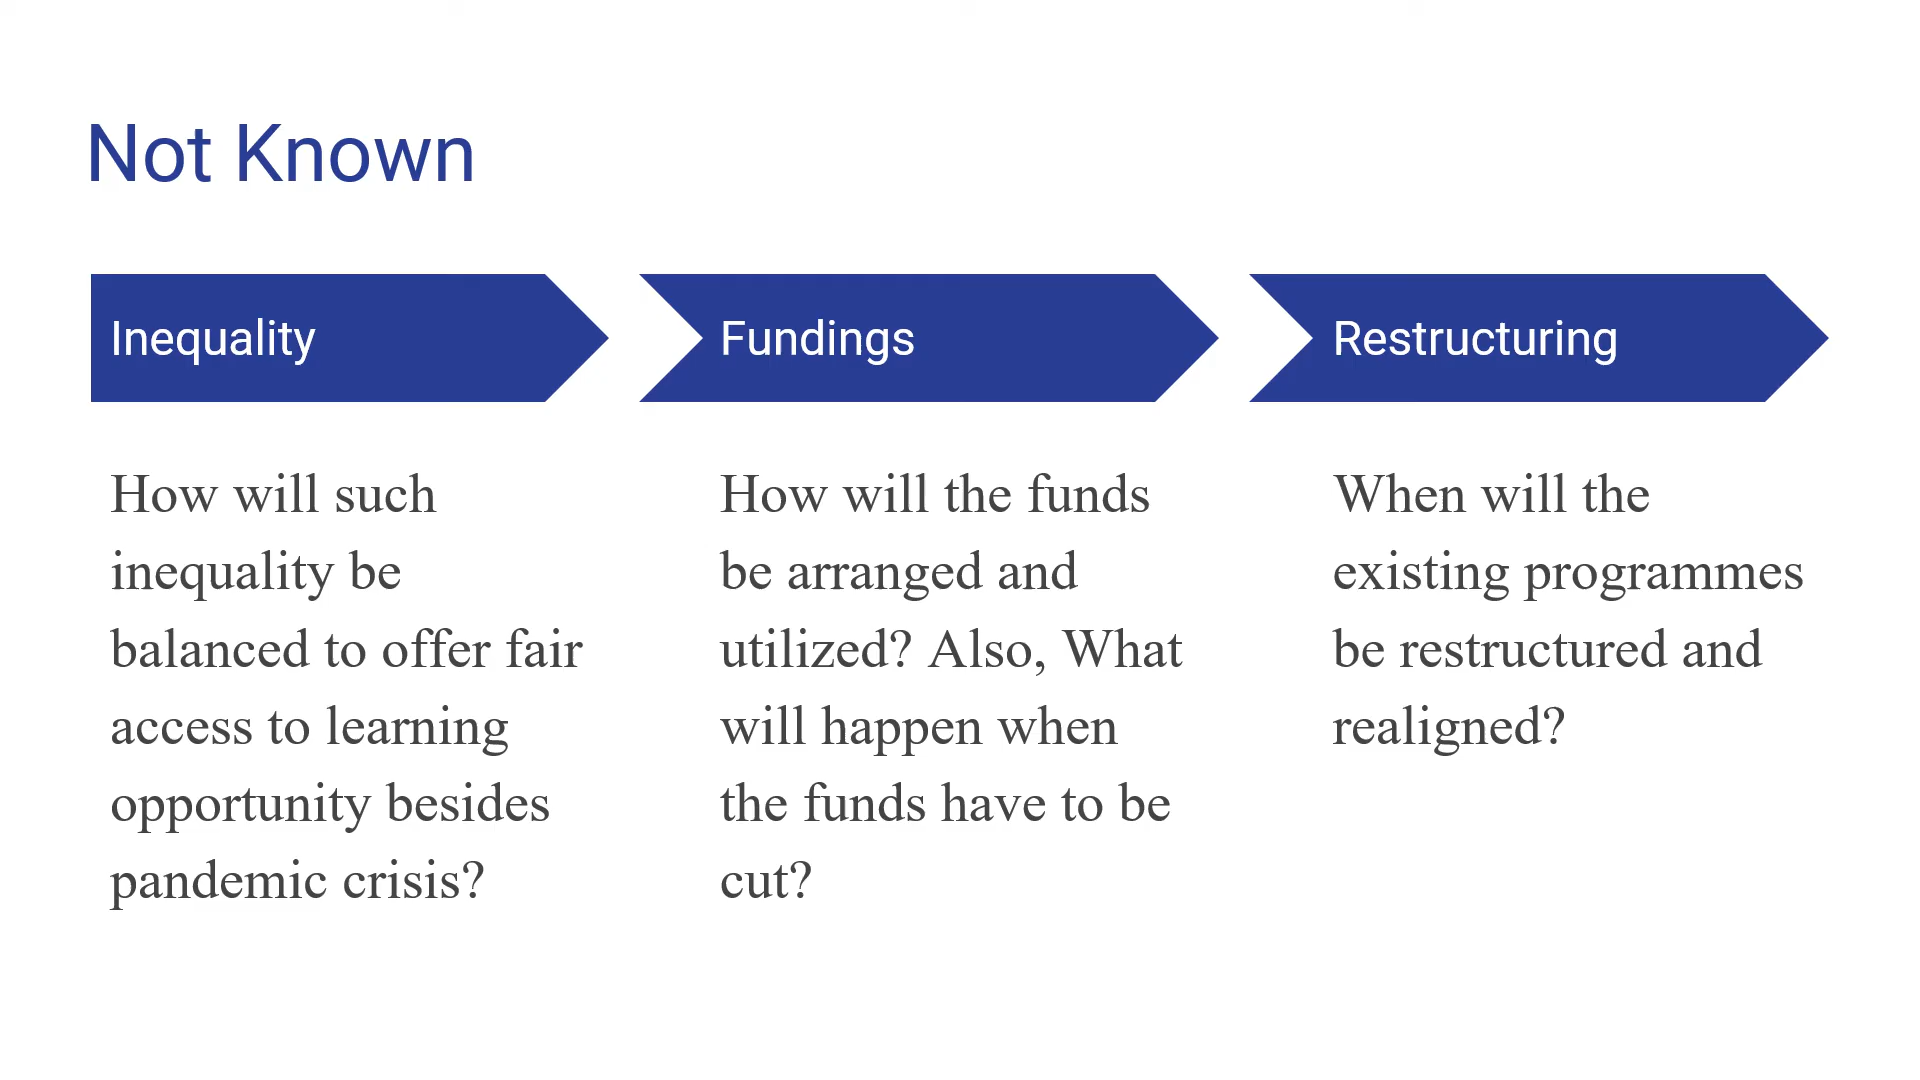 Not Known
Inequality
How will such
inequality be
balanced to offer fair
access to learning
opportunity besides
pandemic crisis?
Fundings
How will the funds
be arranged and
utilized? Also, What
will happen when
the funds have to be
cut?
Restructuring
When will the
existing programmes
be restructured and
realigned?